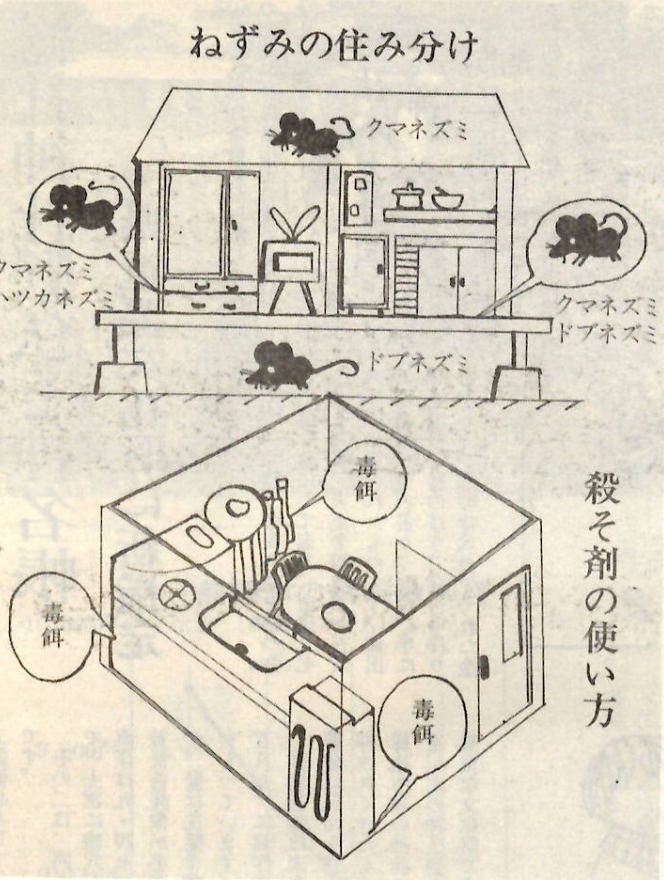 ねずみの住み分け
クマネズミ
クマネズミ
ハツカネズミ
クマネズミ
ドブネズミ
ドブネズミ
殺そ剤の使い方
毒餌
毒餌
毒餌